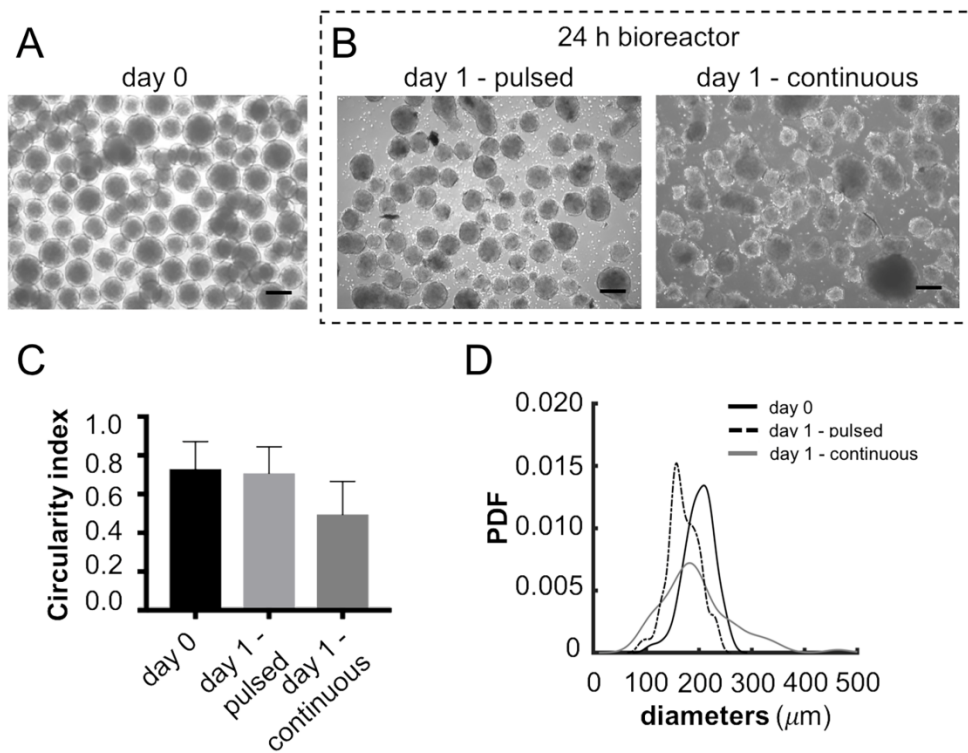 A
B
24 h bioreactor
day 0
day 1 - pulsed
day 1 - continuous
C
Circularity index
1.0
0.8
0.6
0.4
0.2
0.0
day 0
day 1 -
pulsed
day 1 -
continuous
D
PDF
0.020
0.015
0.010
0.005
0
0
100
200
300
400
500
diameters (μm)
day 0
day 1 - pulsed
day 1 - continuous